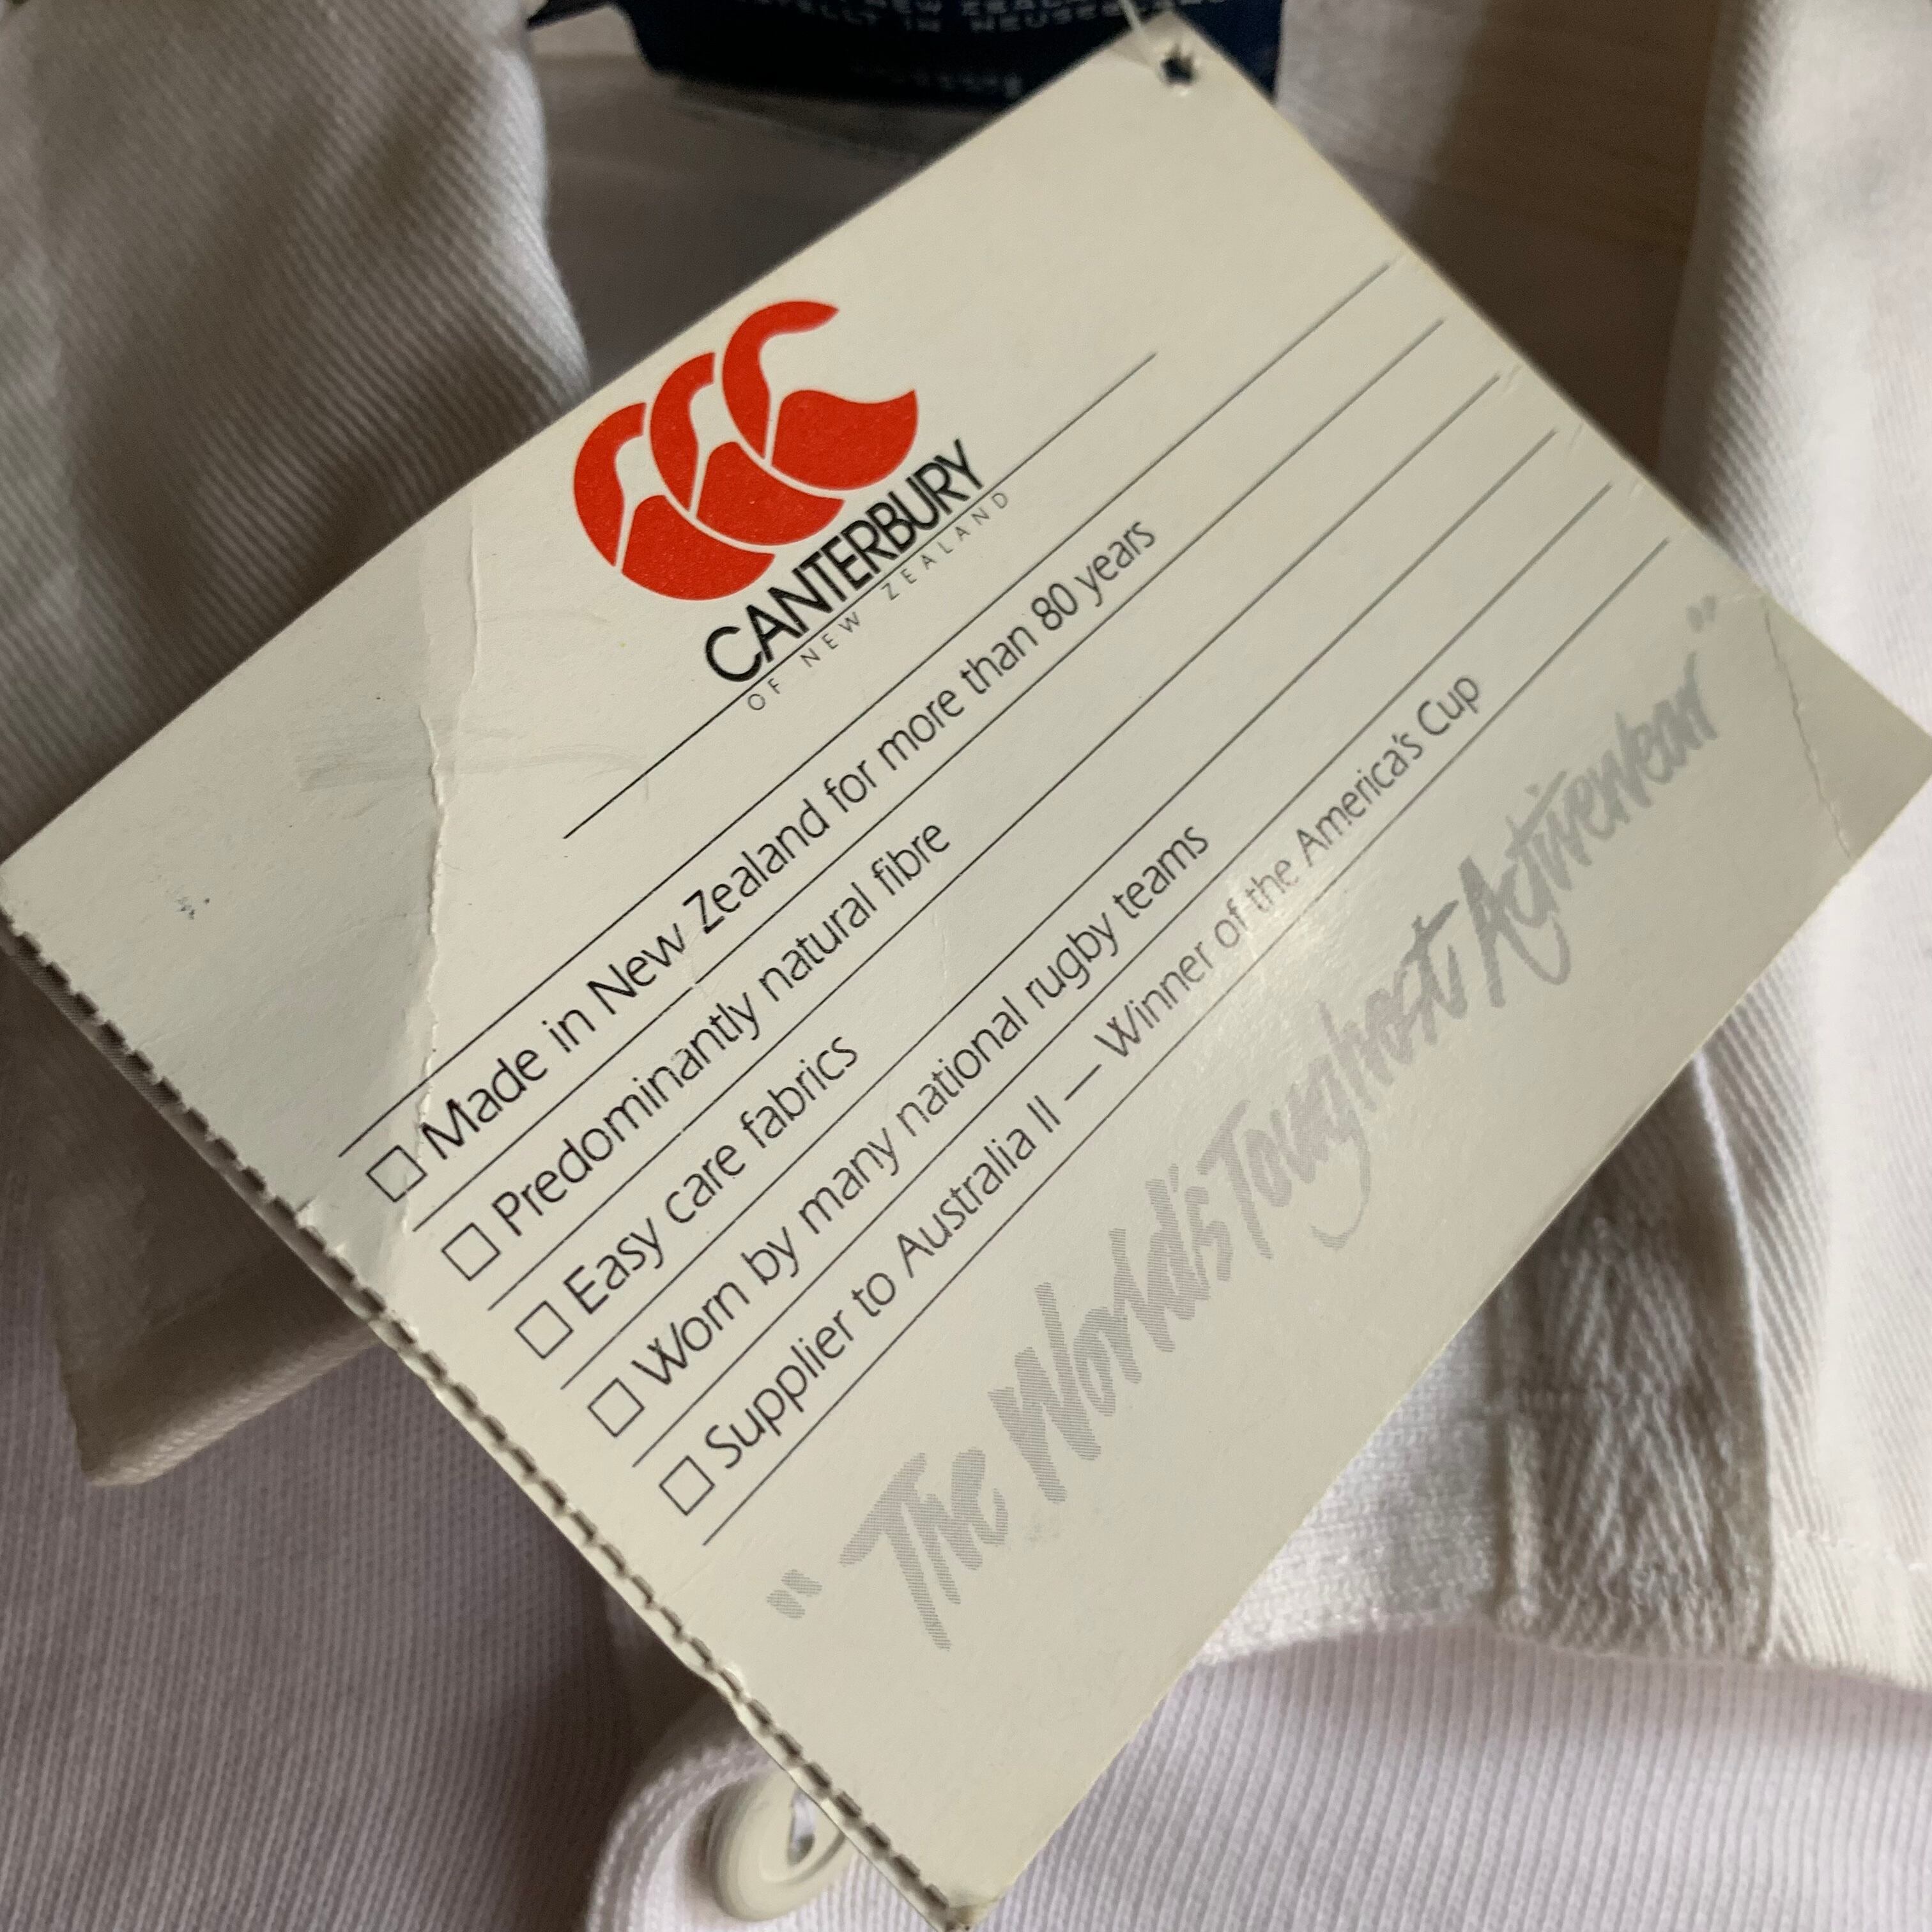 CANTERBURY
OF NEW ZEALAND
Made in New Zealand for more than 80 years
Predominantly natural fibre
Easy care fabrics
Worn by many national rugby teams
Supplier to Australia II — Winner of the America's Cup
"The World's Toughest Activewear"